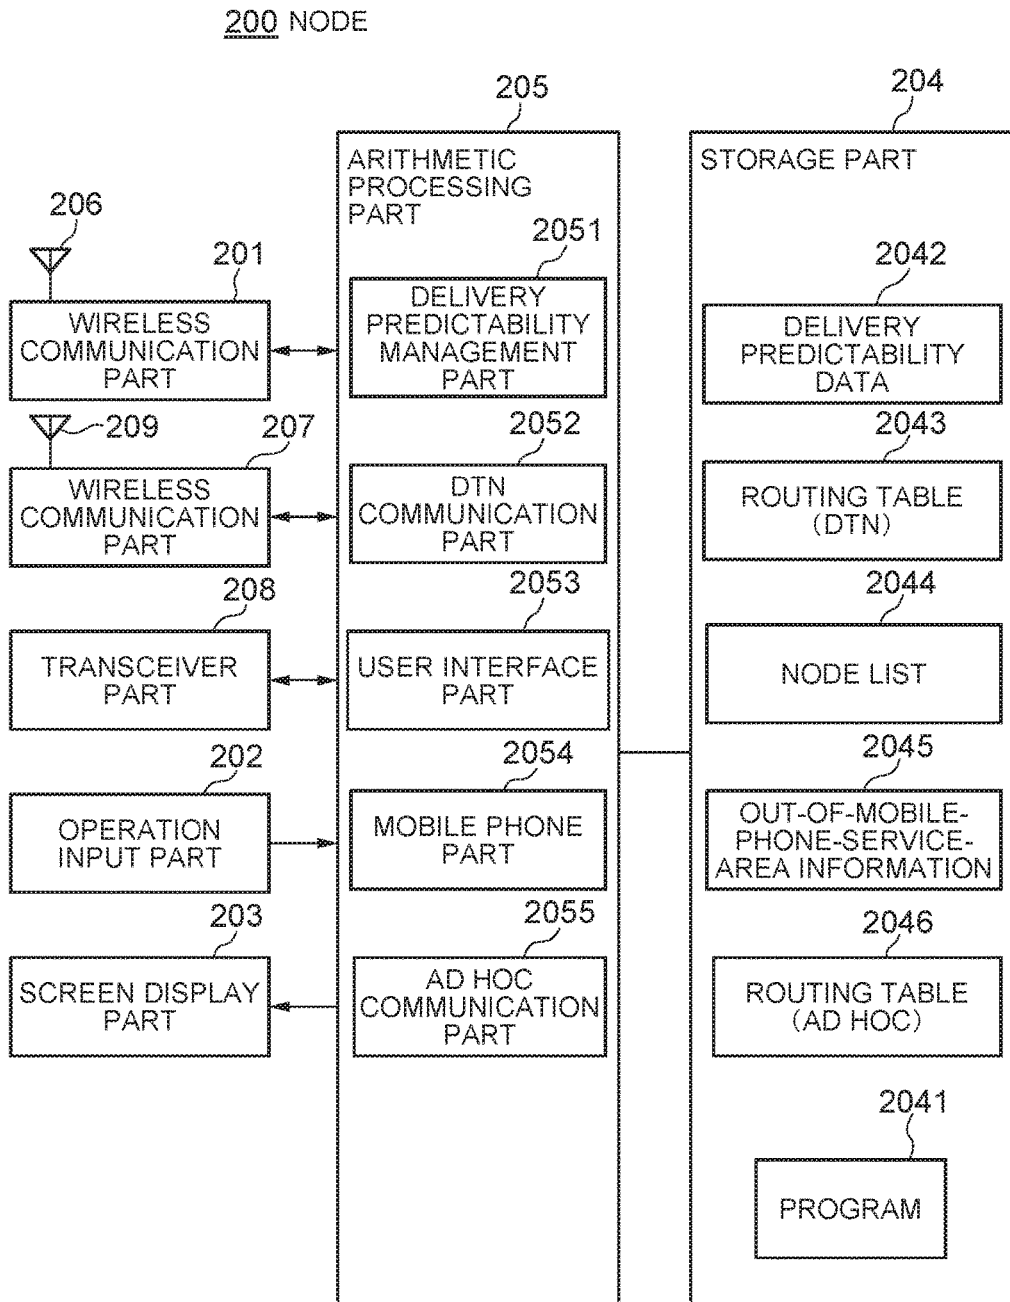 200 NODE
205
204
ARITHMETIC
PROCESSING
PART
STORAGE PART
206
201
2051
2042
WIRELESS
COMMUNICATION
PART
DELIVERY
PREDICTABILITY
MANAGEMENT
PART
DELIVERY
PREDICTABILITY
DATA
209
207
2052
2043
WIRELESS
COMMUNICATION
PART
DTN
COMMUNICATION
PART
ROUTING TABLE
(DTN)
208
2053
2044
TRANSCEIVER
PART
USER INTERFACE
PART
NODE LIST
202
2054
2045
OPERATION
INPUT PART
MOBILE PHONE
PART
OUT-OF-MOBILE-
PHONE-SERVICE-
AREA INFORMATION
203
2055
2046
SCREEN DISPLAY
PART
AD HOC
COMMUNICATION
PART
ROUTING TABLE
(AD HOC)
2041
PROGRAM